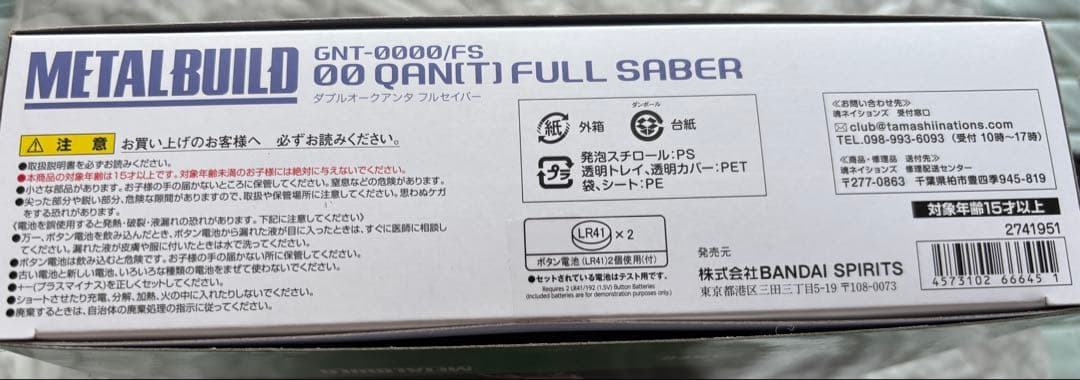 METAL BUILD
GNT-0000/FS
00 QAN[T] FULL SABER
ダブルオークアンタ フルセイバー
注意 お買い上げのお客様へ 必ずお読みください。
●取扱説明書を必ずお読みください。
●本商品の対象年齢は15才以上です。対象年齢未満のお子様には絶対に与えないでください。
●小さな部品があります。お子様の手の届かないところに保管してください。窒息などの危険があります。
●尖った部分や鋭い部分、危険な隙間がありますので、取扱や保管場所に注意してください。思わぬケガ
をする恐れがあります。
《電池を誤使用すると発熱・破裂・液漏れの恐れがあります。下記に注意してください》
●万一、ボタン電池を飲み込んだとき、ボタン電池から漏れた液が目に入ったときは、すぐに医師に相談し
てください。漏れた液が皮膚や服に付いたときは水で洗ってください。
●ボタン電池は飲み込むと危険です。お子様の手の届かない所に保管してください。
●古い電池と新しい電池、いろいろな種類の電池をまぜて使わないでください。
●+-(プラスマイナス)を正しくセットしてください。
●ショートさせたり充電、分解、加熱、火の中に入れたりしないでください。
●廃棄するときは、自治体の廃棄処理の指示に従ってください。
紙 外箱
ダンボール
台紙
プラ
発泡スチロール:PS
透明トレイ、透明カバー:PET
袋、シート:PE
LR41 ×2
ボタン電池(LR41)2個使用(付)
●セットされている電池はテスト用です。
Requires 2 LR41/192 (1.5V) Button Batteries
(Included batteries are for demonstration purposes only.)
≪お問い合わせ先≫
魂ネイションズ 受付窓口
club@tamashiinations.com
TEL.098-993-6093 (受付 10時〜17時)
≪商品・修理品 送付先≫
魂ネイションズ 修理配送センター
〒277-0863 千葉県柏市豊四季945-819
対象年齢15才以上
2741951
発売元
株式会社BANDAI SPIRITS
東京都港区三田三丁目5-19 〒108-0073
4573102 666451
METAL BUILD